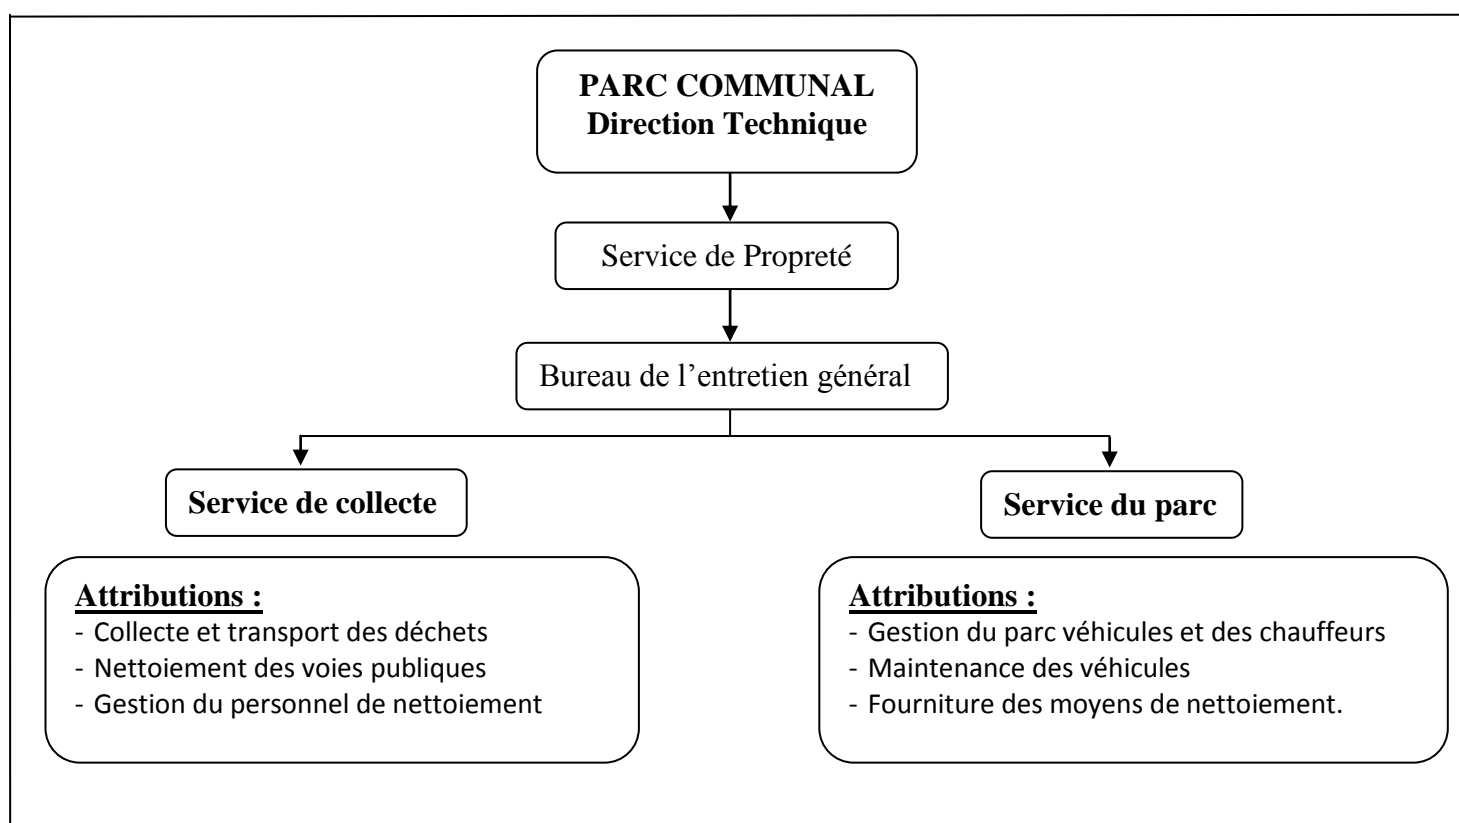 PARC COMMUNAL
Direction Technique
Service de Propreté
Bureau de l’entretien général
Service de collecte
Service du parc
Attributions :
- Collecte et transport des déchets
- Nettoiement des voies publiques
- Gestion du personnel de nettoiement
Attributions :
- Gestion du parc véhicules et des chauffeurs
- Maintenance des véhicules
- Fourniture des moyens de nettoiement.